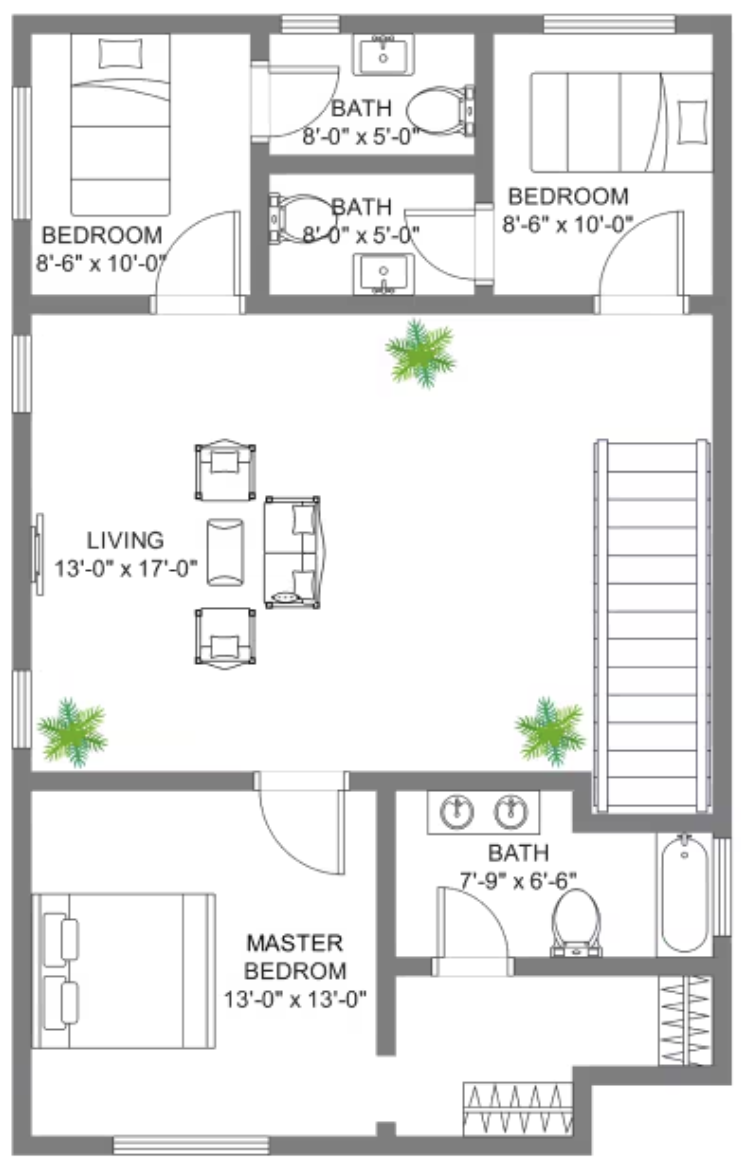 BATH
8'-0" x 5'-0"
BEDROOM
8'-6" x 10'-0"
BATH
8'-0" x 5'-0"
BEDROOM
8'-6" x 10'-0"
LIVING
13'-0" x 17'-0"
BATH
7'-9" x 6'-6"
MASTER
BEDROM
13'-0" x 13'-0"